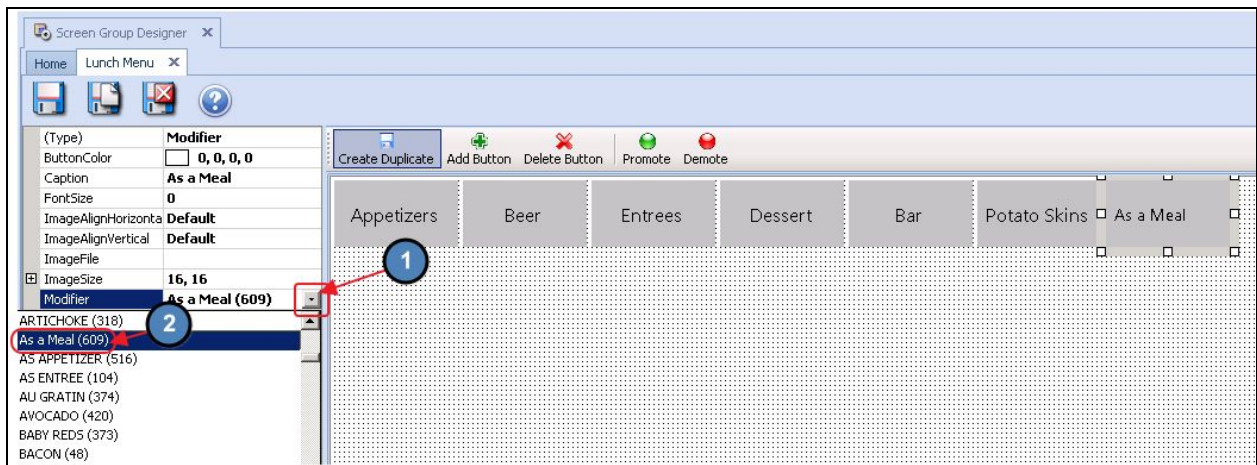 Screen Group Designer X
Home Lunch Menu X
?
(Type) Modifier
ButtonColor 0, 0, 0, 0
Caption As a Meal
FontSize 0
ImageAlignHorizonta Default
ImageAlignVertical Default
ImageFile
ImageSize 16, 16
Modifier As a Meal (609)
ARTICHOKE (318)
As a Meal (609)
AS APPETIZER (516)
AS ENTREE (104)
AU GRATIN (374)
AVOCADO (420)
BABY REDS (373)
BACON (48)
1
2
Create Duplicate Add Button Delete Button Promote Demote
Appetizers Beer Entrees Dessert Bar Potato Skins As a Meal